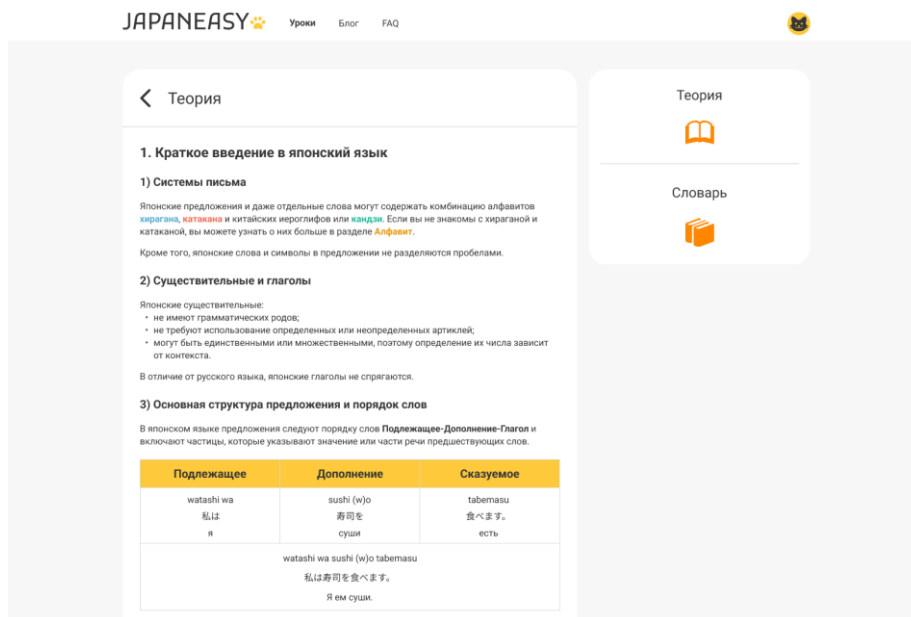 JAPANEASY
Уроки Блог FAQ
Теория
1. Краткое введение в японский язык
1) Системы письма
Японские предложения и даже отдельные слова могут содержать комбинацию алфавитов
хирагана, катакана и китайских иероглифов или кандзи. Если вы не знакомы с хираганой и
катаканой, вы можете узнать о них больше в разделе Алфавит.
Кроме того, японские слова и символы в предложении не разделяются пробелами.
2) Существительные и глаголы
Японские существительные:
• не имеют грамматических родов;
• не требуют использование определенных или неопределенных артиклей;
• могут быть единственными или множественными, поэтому определение их числа зависит
от контекста.
В отличие от русского языка, японские глаголы не спрягаются.
3) Основная структура предложения и порядок слов
В японском языке предложения следуют порядку слов Подлежащее-Дополнение-Глагол и
включают частицы, которые указывают значение или части речи предшествующих слов.
Подлежащее Дополнение Сказуемое
watashi wa sushi (w)o tabemasu
私は 寿司を 食べます。
я суши есть
watashi wa sushi (w)o tabemasu
私は寿司を食べます。
Я ем суши.
Теория
Словарь